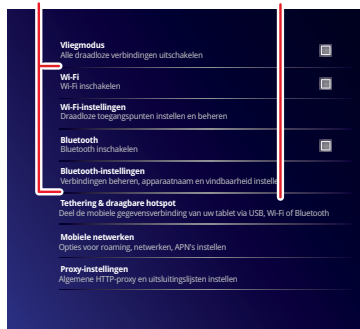 Vliegmodus
Alle draadloze verbindingen uitschakelen
Wi-Fi
Wi-Fi inschakelen
Wi-Fi-instellingen
Draadloze toegangspunten instellen en beheren
Bluetooth
Bluetooth inschakelen
Bluetooth-instellingen
Verbindingen beheren, apparaatnaam en vindbaarheid instelle
Tethering & draagbare hotspot
Deel de mobiele gegevensverbinding van uw tablet via USB, Wi-Fi of Bluetooth
Mobiele netwerken
Opties voor roaming, netwerken, APN's instellen
Proxy-instellingen
Algemene HTTP-proxy en uitsluitingslijsten instellen